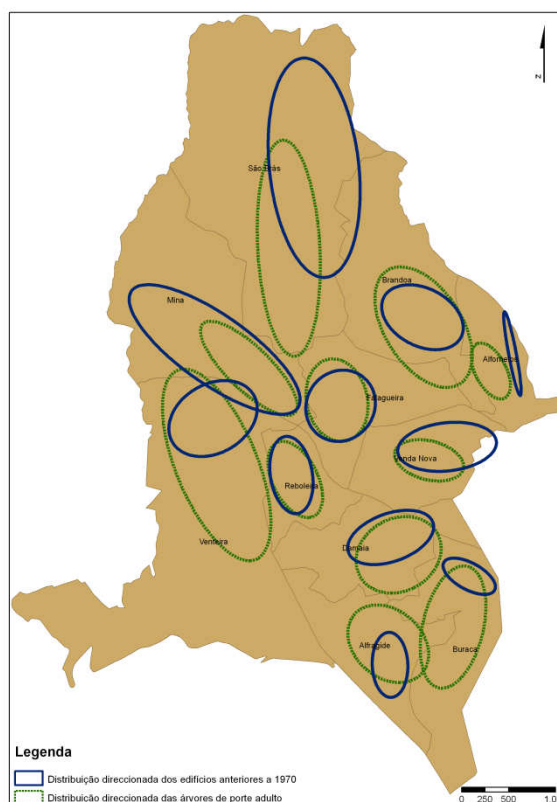 N
São Brás
Brandoa
Mina
Alfornelos
Falagueira
Venda Nova
Reboleira
Venteira
Damaia
Alfragide
Buraca
Legenda
Distribuição direccionada dos edifícios anteriores a 1970
Distribuição direccionada das árvores de porte adulto
0 250 500